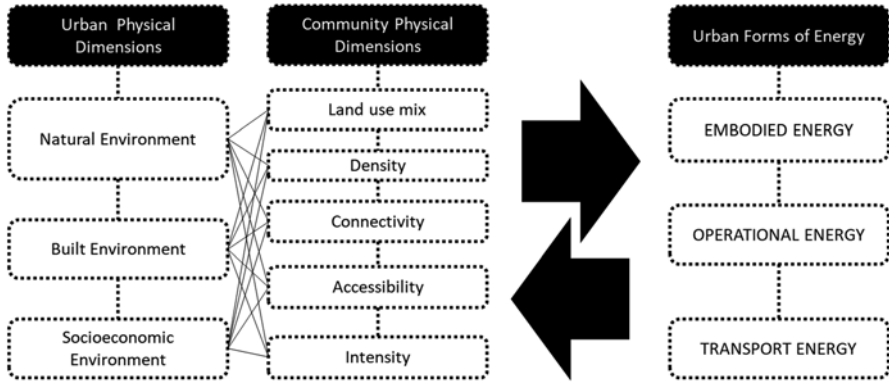 Urban Physical
Dimensions
Natural Environment
Built Environment
Socioeconomic
Environment
Community Physical
Dimensions
Land use mix
Density
Connectivity
Accessibility
Intensity
Urban Forms of Energy
EMBODIED ENERGY
OPERATIONAL ENERGY
TRANSPORT ENERGY